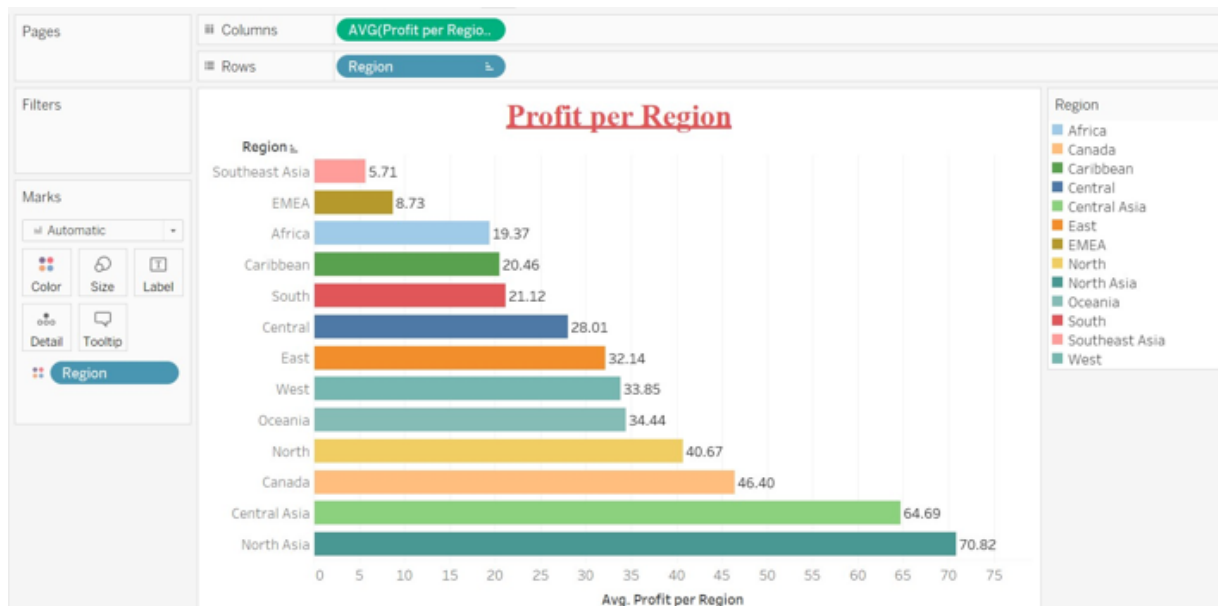 Pages
Columns
AVG(Profit per Regio..
Rows
Region
Filters
Marks
Automatic
Color
Size
Label
Detail
Tooltip
Region
Profit per Region
Region
Southeast Asia
5.71
EMEA
8.73
Africa
19.37
Caribbean
20.46
South
21.12
Central
28.01
East
32.14
West
33.85
Oceania
34.44
North
40.67
Canada
46.40
Central Asia
64.69
North Asia
70.82
0 5 10 15 20 25 30 35 40 45 50 55 60 65 70 75
Avg. Profit per Region
Region
Africa
Canada
Caribbean
Central
Central Asia
East
EMEA
North
North Asia
Oceania
South
Southeast Asia
West